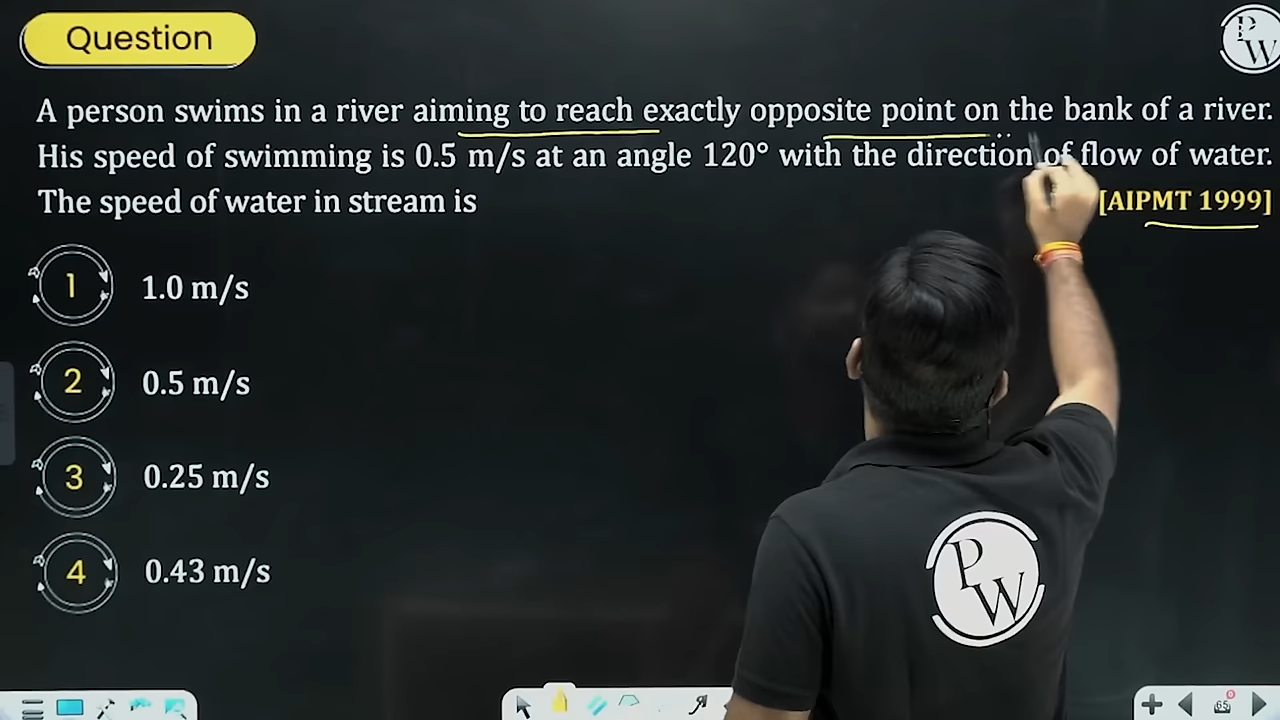 Question
PW
A person swims in a river aiming to reach exactly opposite point on the bank of a river.
His speed of swimming is 0.5 m/s at an angle 120° with the direction of flow of water.
The speed of water in stream is
[AIPMT 1999]
1 1.0 m/s
2 0.5 m/s
3 0.25 m/s
4 0.43 m/s
PW
65